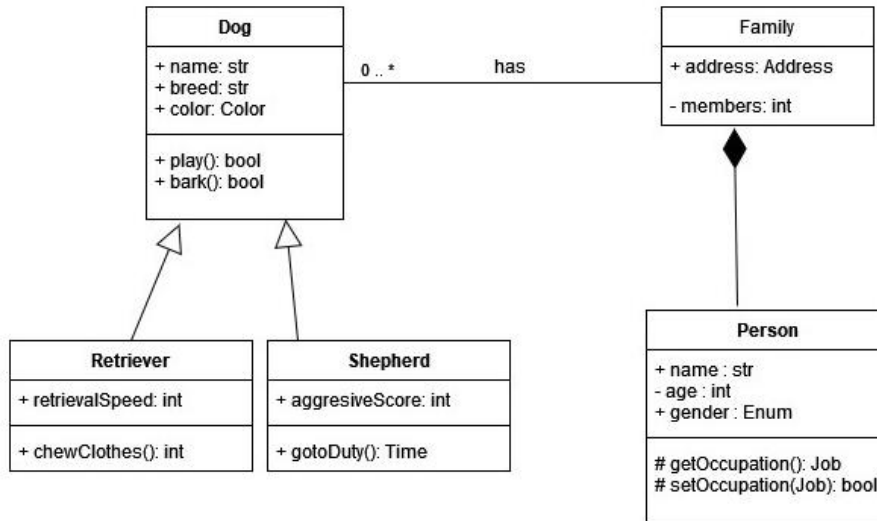 Dog
+ name: str
+ breed: str
+ color: Color
+ play(): bool
+ bark(): bool
0 .. *
has
Family
+ address: Address
- members: int
Retriever
+ retrievalSpeed: int
+ chewClothes(): int
Shepherd
+ aggresiveScore: int
+ gotoDuty(): Time
Person
+ name : str
- age : int
+ gender : Enum
# getOccupation(): Job
# setOccupation(Job): bool